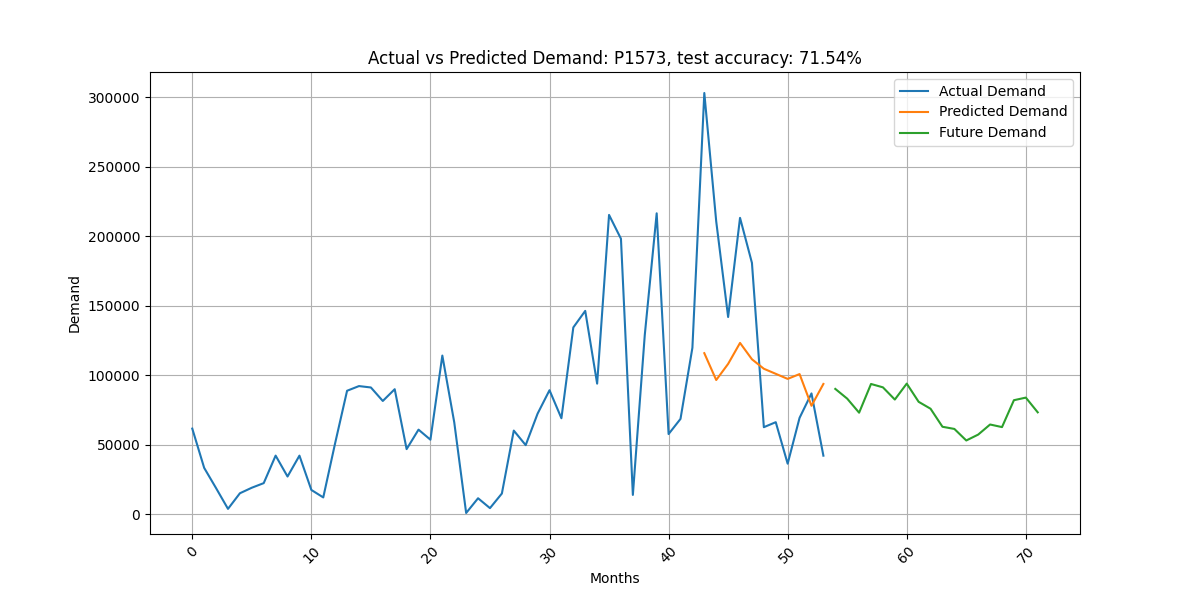 Actual vs Predicted Demand: P1573, test accuracy: 71.54%
Actual Demand
Predicted Demand
Future Demand
300000
250000
200000
150000
100000
50000
0
Demand
0 10 20 30 40 50 60 70
Months